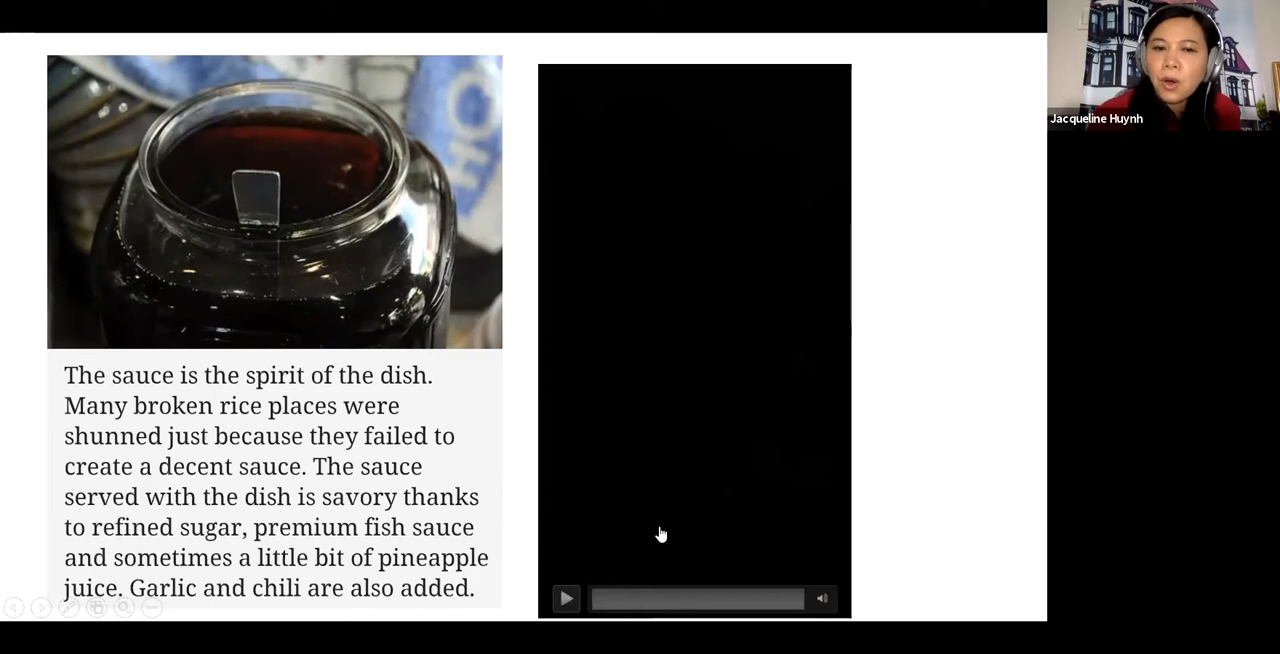 Jacqueline Huynh
HO
The sauce is the spirit of the dish.
Many broken rice places were
shunned just because they failed to
create a decent sauce. The sauce
served with the dish is savory thanks
to refined sugar, premium fish sauce
and sometimes a little bit of pineapple
juice. Garlic and chili are also added.